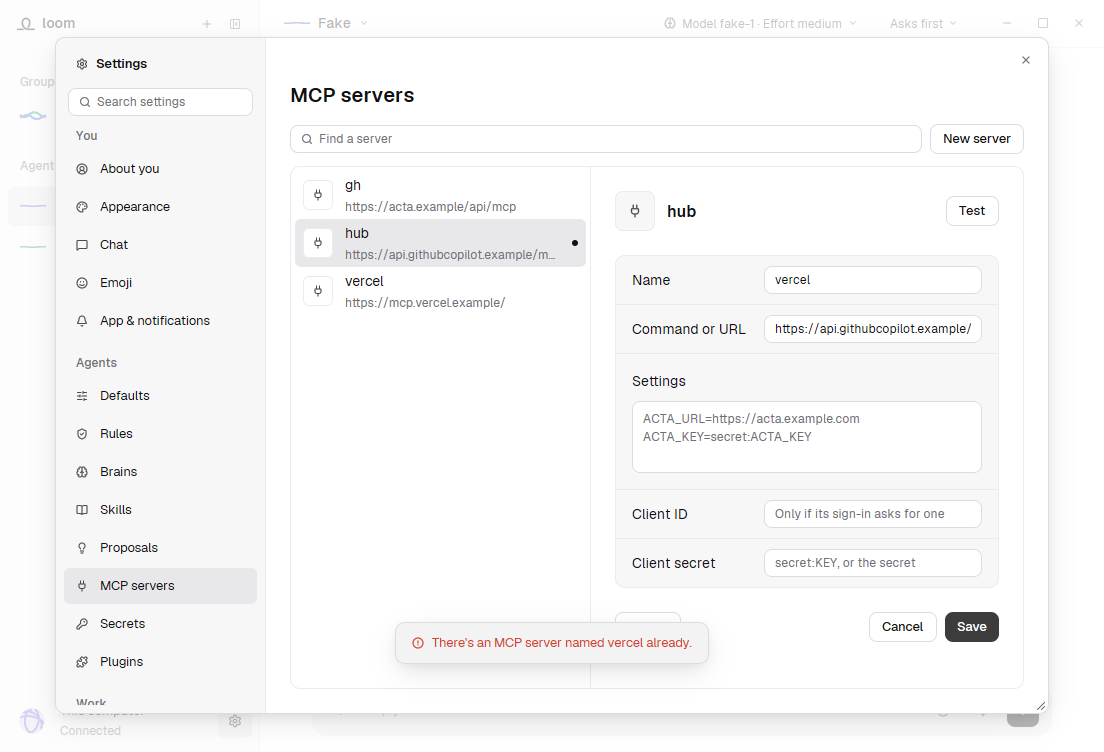 loom
Fake
Model fake-1 · Effort medium
Asks first
Group
Agent
Settings
Search settings
You
About you
Appearance
Chat
Emoji
App & notifications
Agents
Defaults
Rules
Brains
Skills
Proposals
MCP servers
Secrets
Plugins
Work
Connected
MCP servers
Find a server
New server
gh
https://acta.example/api/mcp
hub
https://api.githubcopilot.example/m…
vercel
https://mcp.vercel.example/
hub
Test
Name
vercel
Command or URL
https://api.githubcopilot.example/
Settings
ACTA_URL=https://acta.example.com
ACTA_KEY=secret:ACTA_KEY
Client ID
Only if its sign-in asks for one
Client secret
secret:KEY, or the secret
Cancel
Save
There's an MCP server named vercel already.